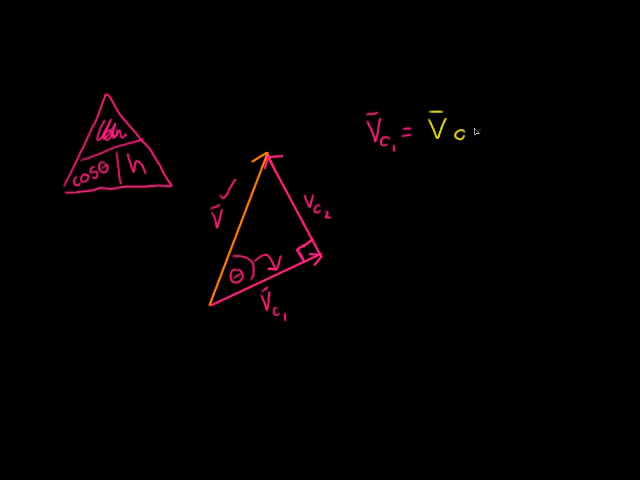 V̄c₁ = V̄ c
cosθ | h
V̄
Vc₂
θ
V̄c₁